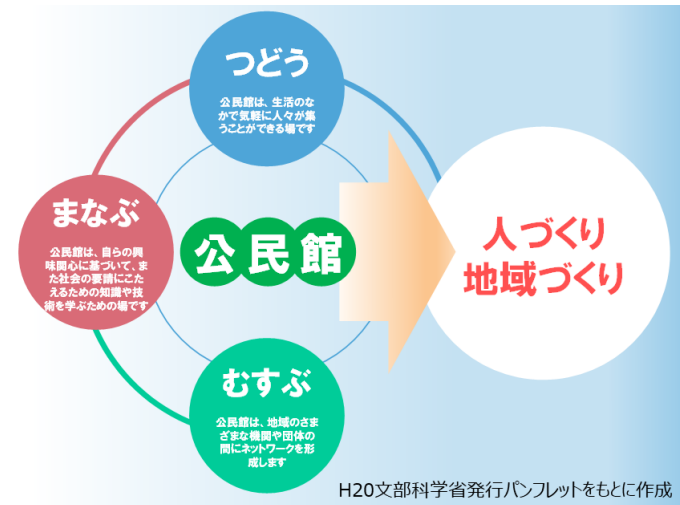 つどう
公民館は、生活のな
かで気軽に人々が集
うことができる場です
まなぶ
公民館は、自らの興
味関心に基づいて、ま
た社会の要請にこた
えるための知識や技
術を学ぶための場です
公民館
人づくり
地域づくり
むすぶ
公民館は、地域のさま
ざまな機関や団体の
間にネットワークを形
成します
H20文部科学省発行パンフレットをもとに作成